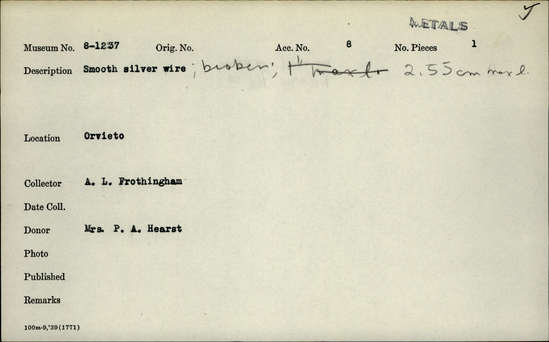 METALS
Museum No. 8-1237 Orig. No. Acc. No. 8 No. Pieces 1
Description Smooth silver wire ; broken; 1" max l. 2.55 cm max l.
Location Orvieto
Collector A. L. Frothingham
Date Coll.
Donor Mrs. P. A. Hearst
Photo
Published
Remarks
100m-9,'39(1771)